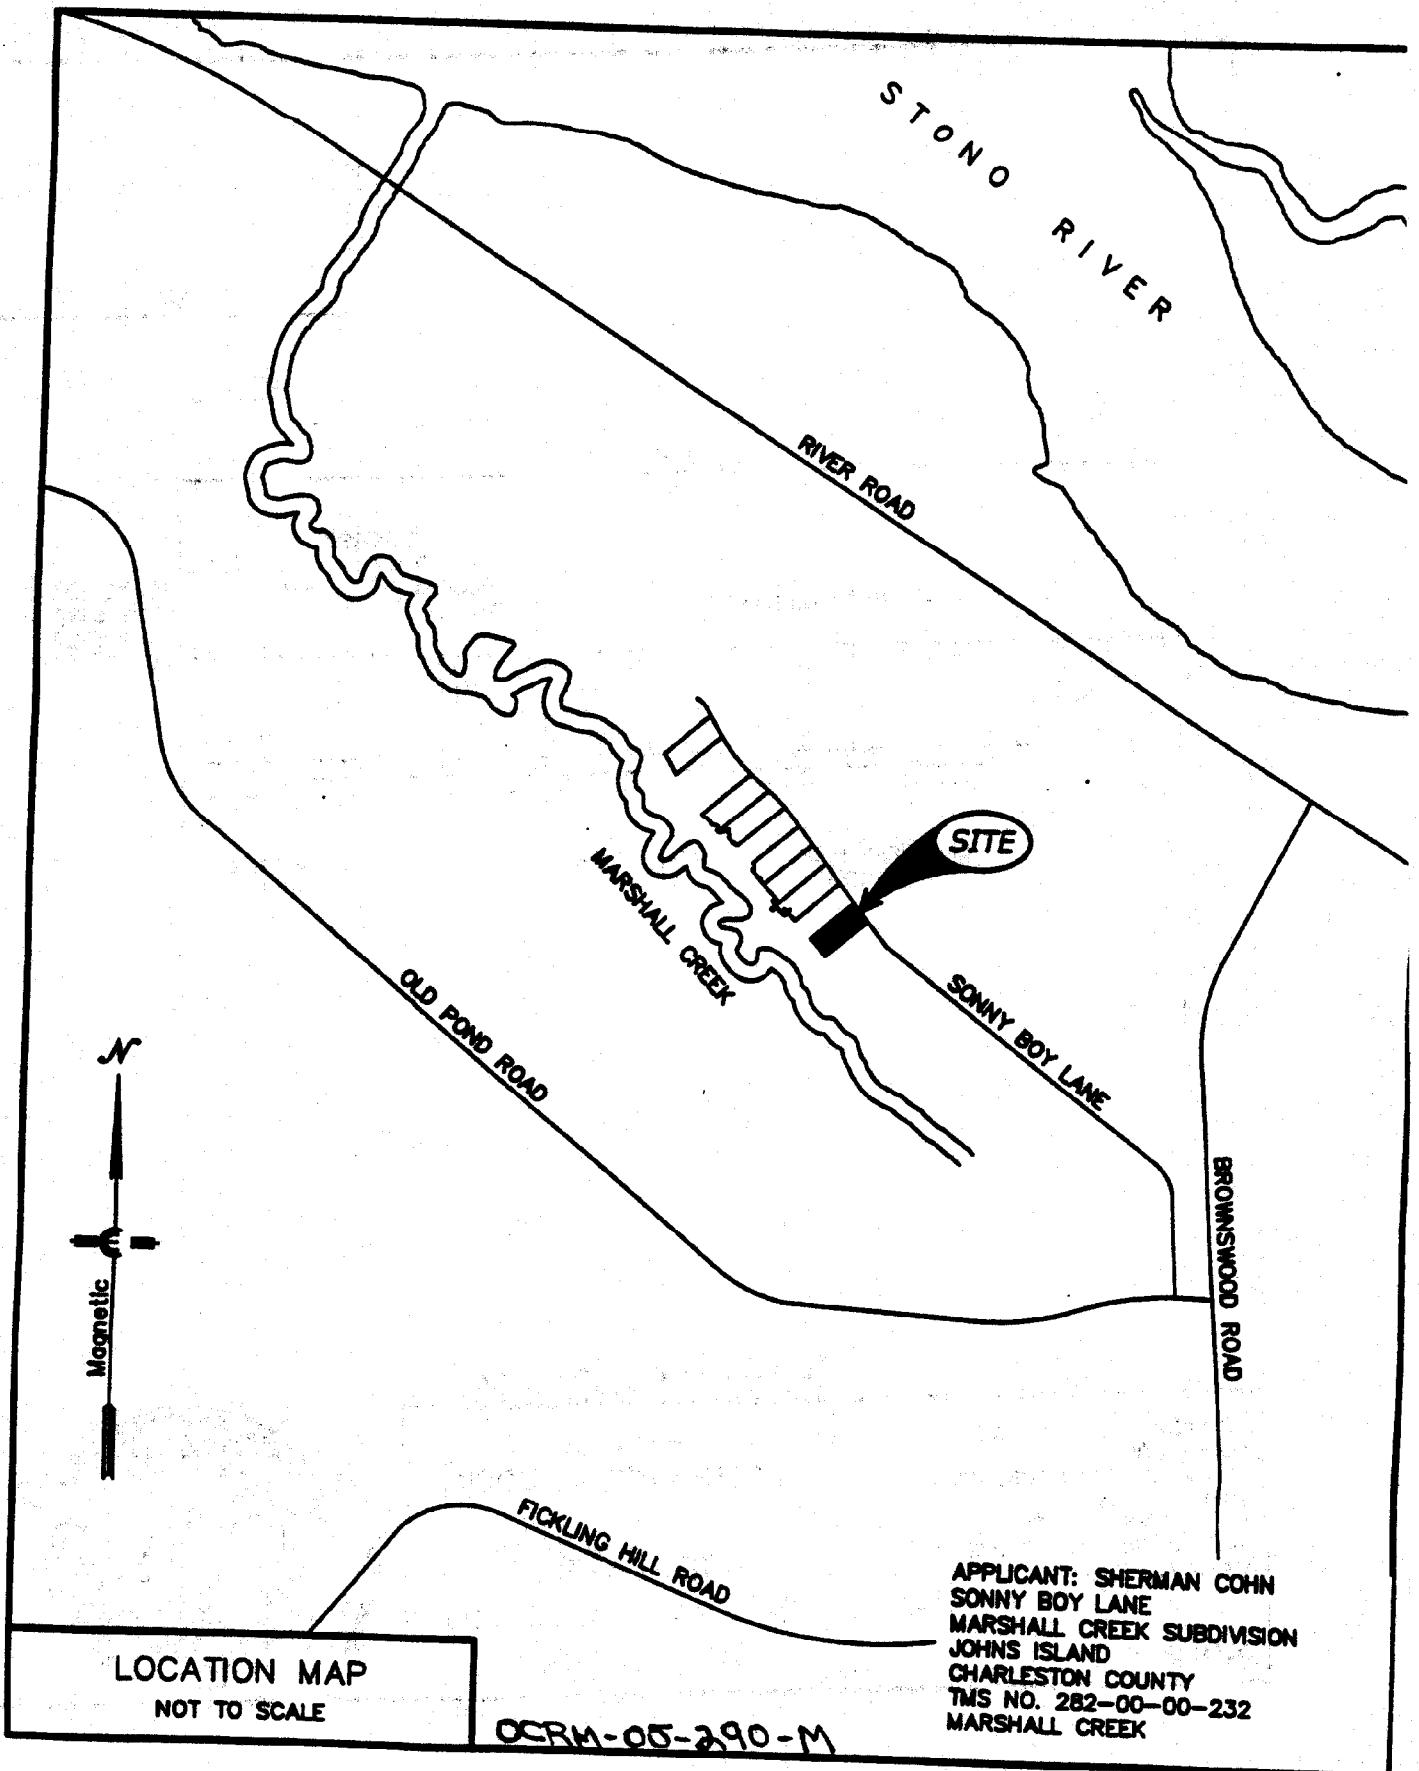 STONO RIVER
RIVER ROAD
SITE
MARSHALL CREEK
SONNY BOY LANE
OLD POND ROAD
N
Magnetic
BROWNSWOOD ROAD
FICKLING HILL ROAD
APPLICANT: SHERMAN COHN
SONNY BOY LANE
MARSHALL CREEK SUBDIVISION
JOHNS ISLAND
CHARLESTON COUNTY
TMS NO. 282-00-00-232
MARSHALL CREEK
LOCATION MAP
NOT TO SCALE
OCRM-05-290-M